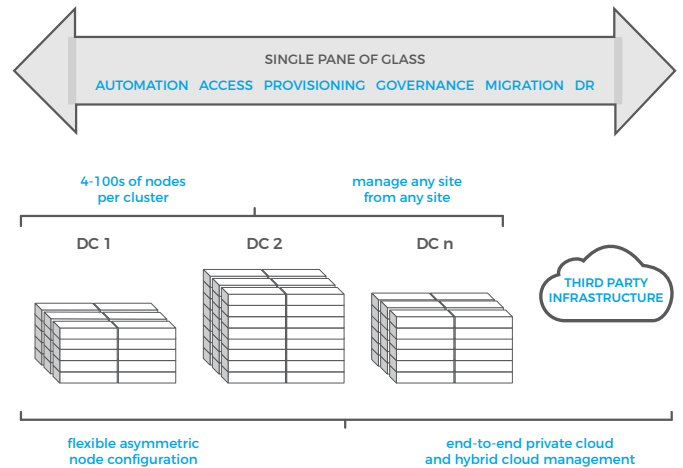 SINGLE PANE OF GLASS
AUTOMATION ACCESS PROVISIONING GOVERNANCE MIGRATION DR
4-100s of nodes
per cluster
manage any site
from any site
DC 1
DC 2
DC n
THIRD PARTY
INFRASTRUCTURE
flexible asymmetric
node configuration
end-to-end private cloud
and hybrid cloud management